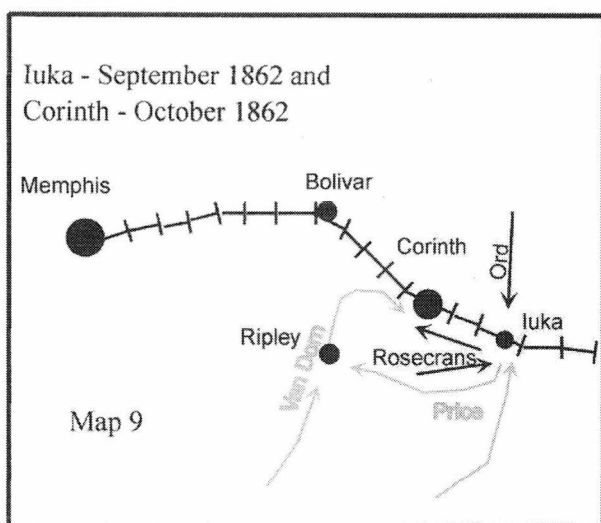 Iuka - September 1862 and
Corinth - October 1862
Memphis
Bolivar
Corinth
Ord
Iuka
Ripley
Rosecrans
Van Dorn
Price
Map 9